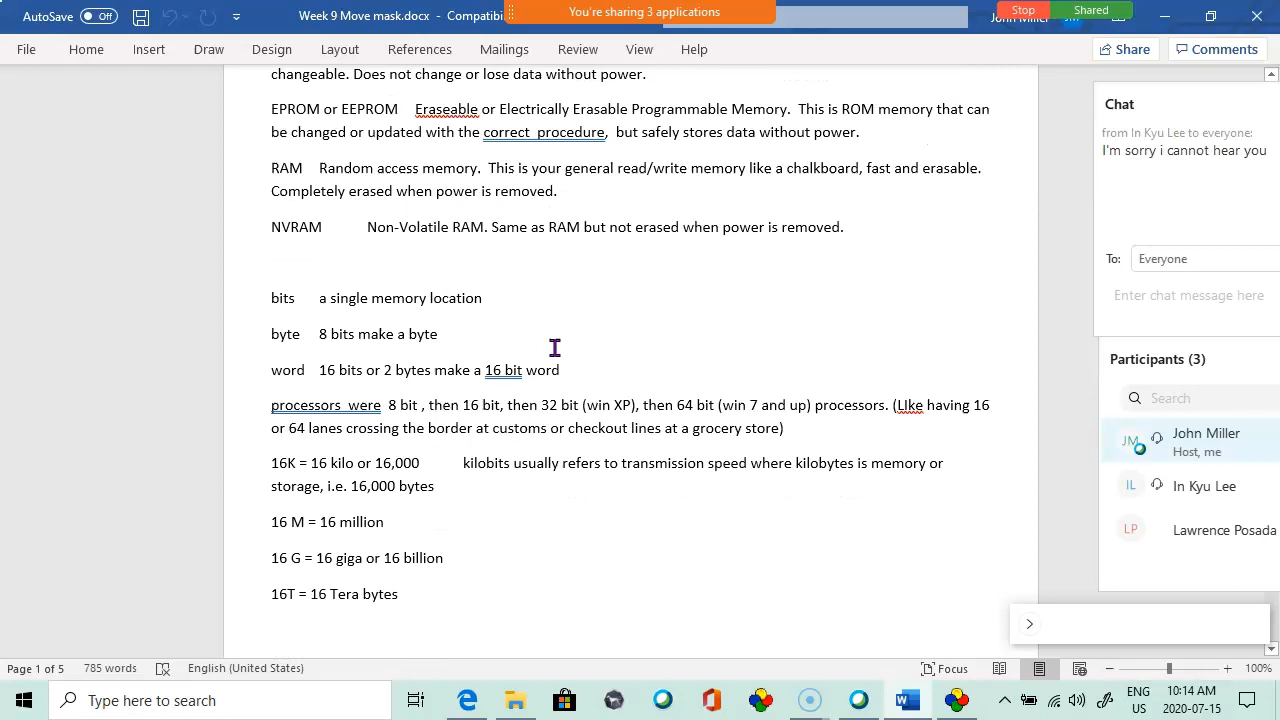 AutoSave Off Week 9 Move mask.docx - Compatibi You're sharing 3 applications Stop Shared
File Home Insert Draw Design Layout References Mailings Review View Help Share Comments
changeable. Does not change or lose data without power.
EPROM or EEPROM Eraseable or Electrically Erasable Programmable Memory. This is ROM memory that can
be changed or updated with the correct procedure, but safely stores data without power.
RAM Random access memory. This is your general read/write memory like a chalkboard, fast and erasable.
Completely erased when power is removed.
NVRAM Non-Volatile RAM. Same as RAM but not erased when power is removed.
bits a single memory location
byte 8 bits make a byte
word 16 bits or 2 bytes make a 16 bit word
processors were 8 bit , then 16 bit, then 32 bit (win XP), then 64 bit (win 7 and up) processors. (LIke having 16
or 64 lanes crossing the border at customs or checkout lines at a grocery store)
16K = 16 kilo or 16,000 kilobits usually refers to transmission speed where kilobytes is memory or
storage, i.e. 16,000 bytes
16 M = 16 million
16 G = 16 giga or 16 billion
16T = 16 Tera bytes
Chat
from In Kyu Lee to everyone:
I'm sorry i cannot hear you
To: Everyone
Enter chat message here
Participants (3)
Search
JM John Miller
Host, me
IL In Kyu Lee
LP Lawrence Posada
Page 1 of 5 785 words English (United States) Focus 100%
Type here to search
ENG 10:14 AM
US 2020-07-15